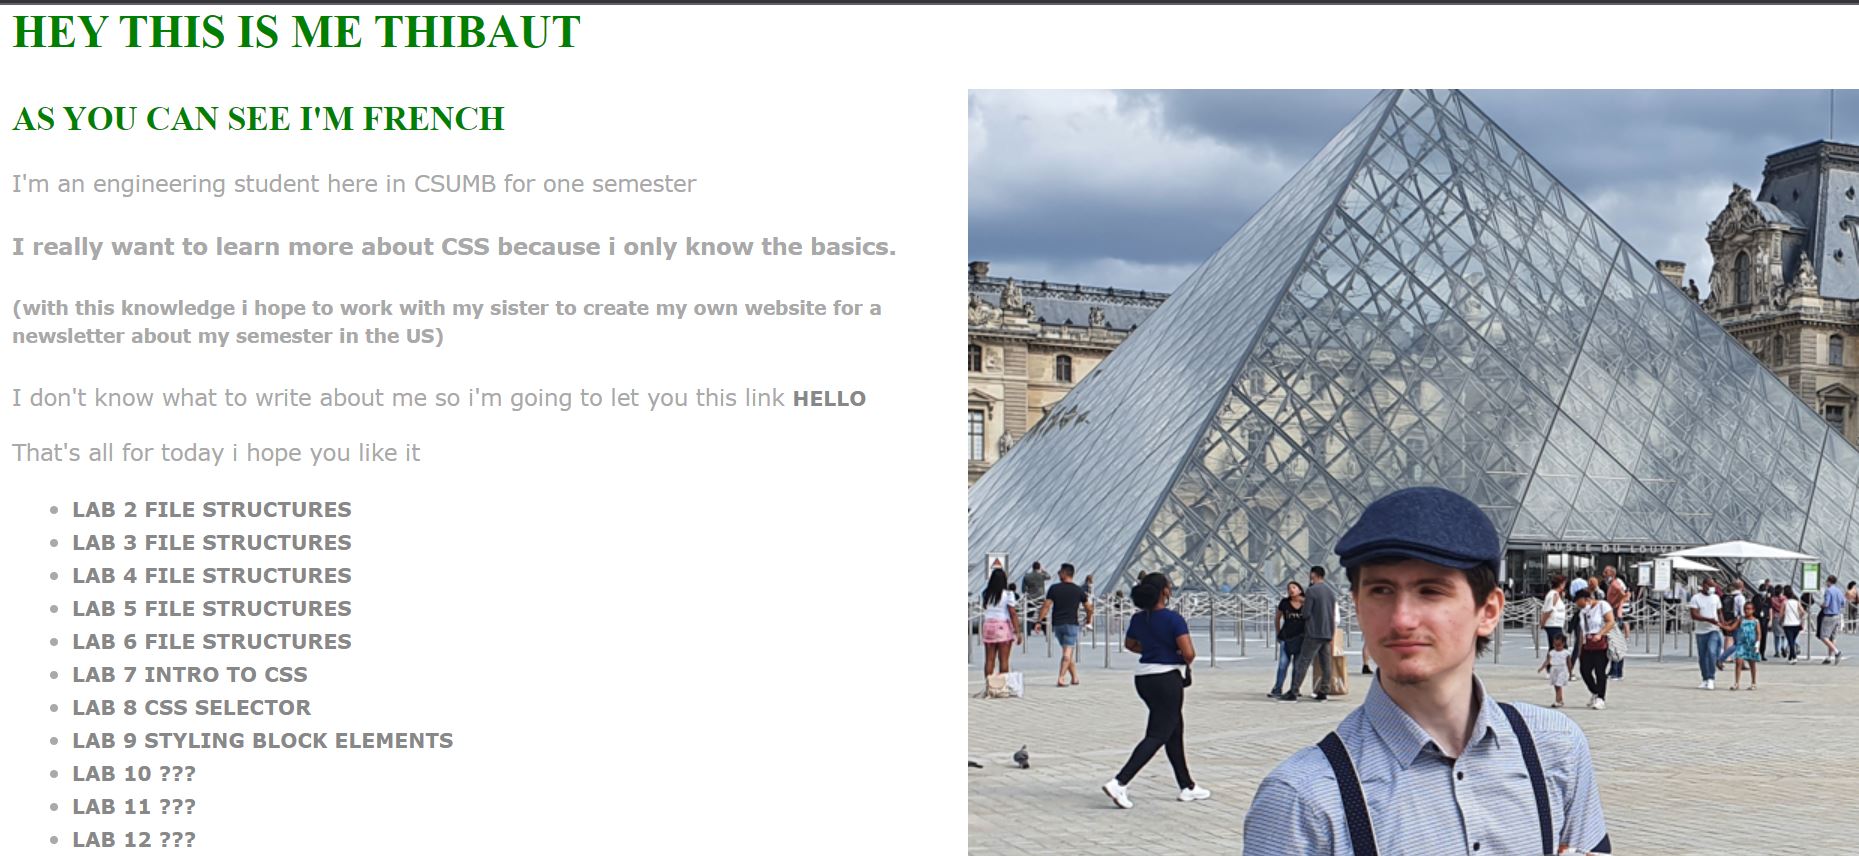 HEY THIS IS ME THIBAUT
AS YOU CAN SEE I'M FRENCH
I'm an engineering student here in CSUMB for one semester
I really want to learn more about CSS because i only know the basics.
(with this knowledge i hope to work with my sister to create my own website for a
newsletter about my semester in the US)
I don't know what to write about me so i'm going to let you this link HELLO
That's all for today i hope you like it
LAB 2 FILE STRUCTURES
LAB 3 FILE STRUCTURES
LAB 4 FILE STRUCTURES
LAB 5 FILE STRUCTURES
LAB 6 FILE STRUCTURES
LAB 7 INTRO TO CSS
LAB 8 CSS SELECTOR
LAB 9 STYLING BLOCK ELEMENTS
LAB 10 ???
LAB 11 ???
LAB 12 ???
MUSEE DU LOUVRE